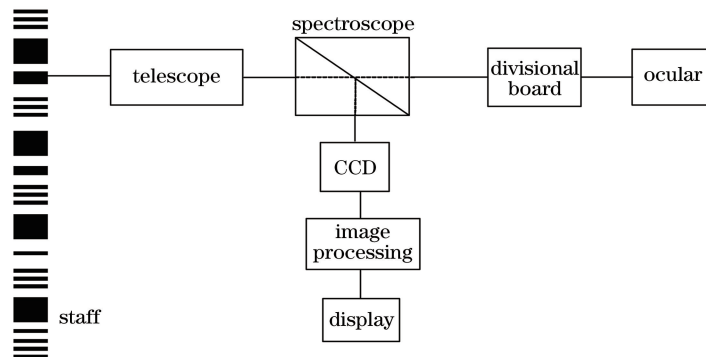 spectroscope
telescope
divisional
board
ocular
CCD
image
processing
staff
display